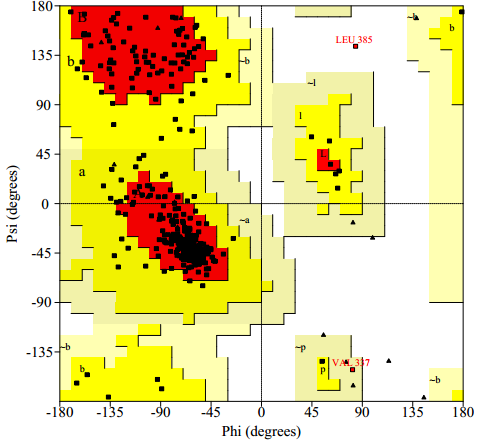 180
B
~b
b
~b
LEU 385
135
b
~b
90
~l
l
45
L
a
0
~a
-45
-90
-135
~b
~p
VAL 337
b
p
~b
-180
-180 -135 -90 -45 0 45 90 135 180
Phi (degrees)
Psi (degrees)